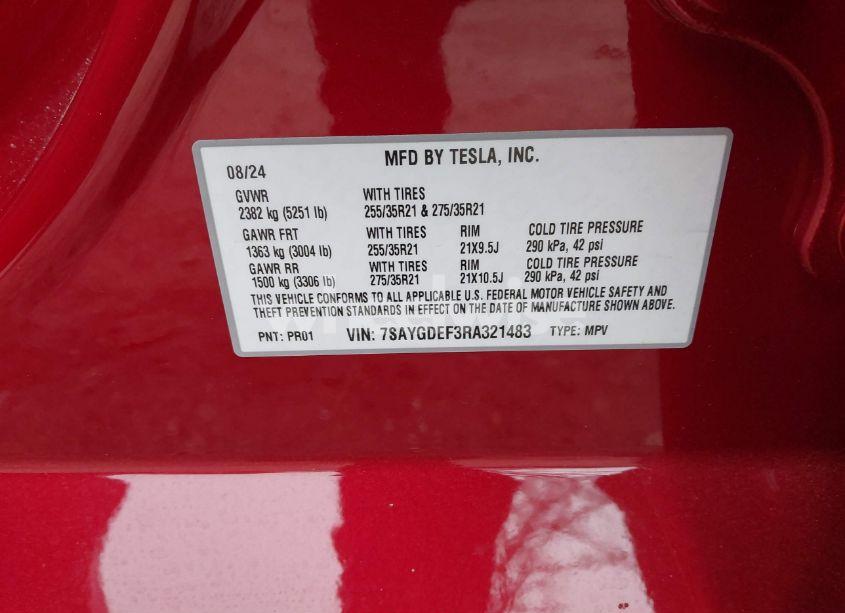 MFD BY TESLA, INC.
08/24
GVWR WITH TIRES
2382 kg (5251 lb) 255/35R21 & 275/35R21
GAWR FRT WITH TIRES RIM COLD TIRE PRESSURE
1363 kg (3004 lb) 255/35R21 21X9.5J 290 kPa, 42 psi
GAWR RR WITH TIRES RIM COLD TIRE PRESSURE
1500 kg (3306 lb) 275/35R21 21X10.5J 290 kPa, 42 psi
THIS VEHICLE CONFORMS TO ALL APPLICABLE U.S. FEDERAL MOTOR VEHICLE SAFETY AND
THEFT PREVENTION STANDARDS IN EFFECT ON THE DATE OF MANUFACTURE SHOWN ABOVE.
PNT: PR01 VIN: 7SAYGDEF3RA321483 TYPE: MPV